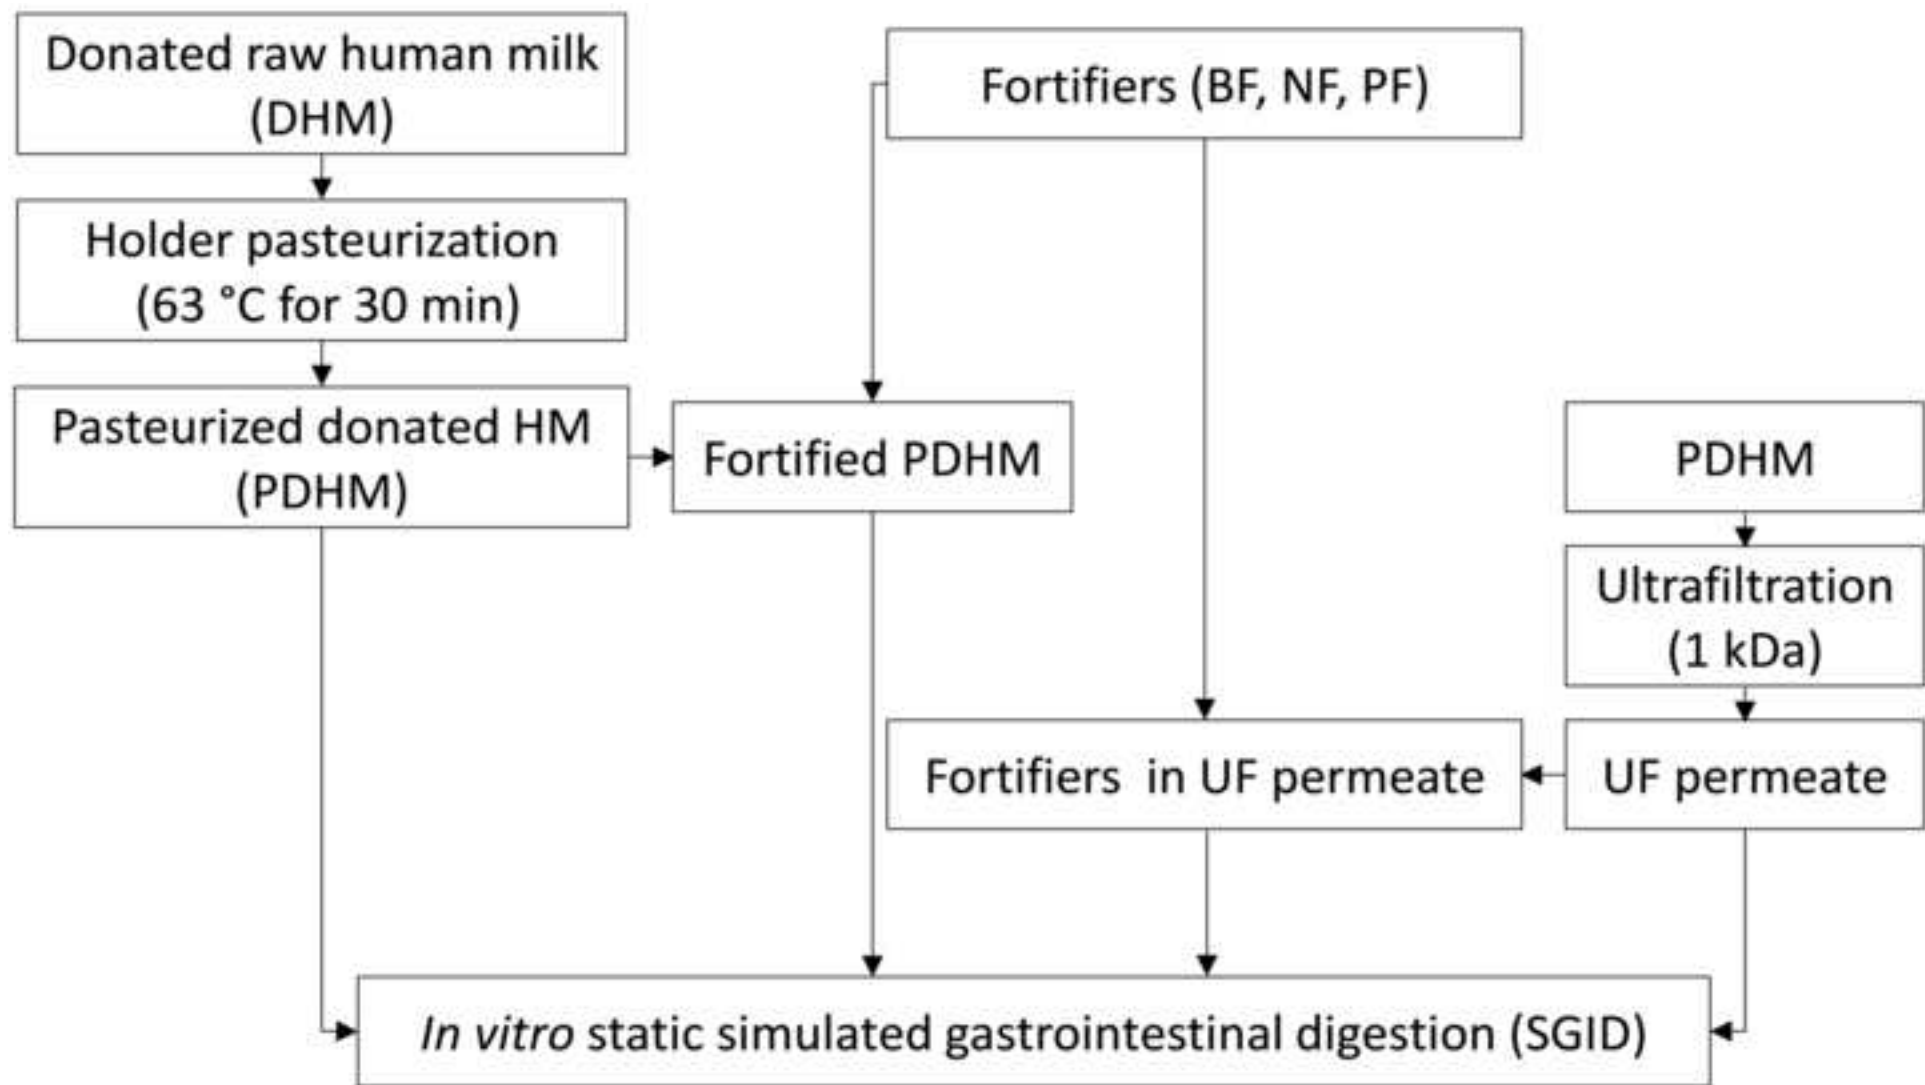 Donated raw human milk
(DHM)
Holder pasteurization
(63 °C for 30 min)
Pasteurized donated HM
(PDHM)
Fortifiers (BF, NF, PF)
Fortified PDHM
PDHM
Ultrafiltration
(1 kDa)
UF permeate
Fortifiers in UF permeate
In vitro static simulated gastrointestinal digestion (SGID)